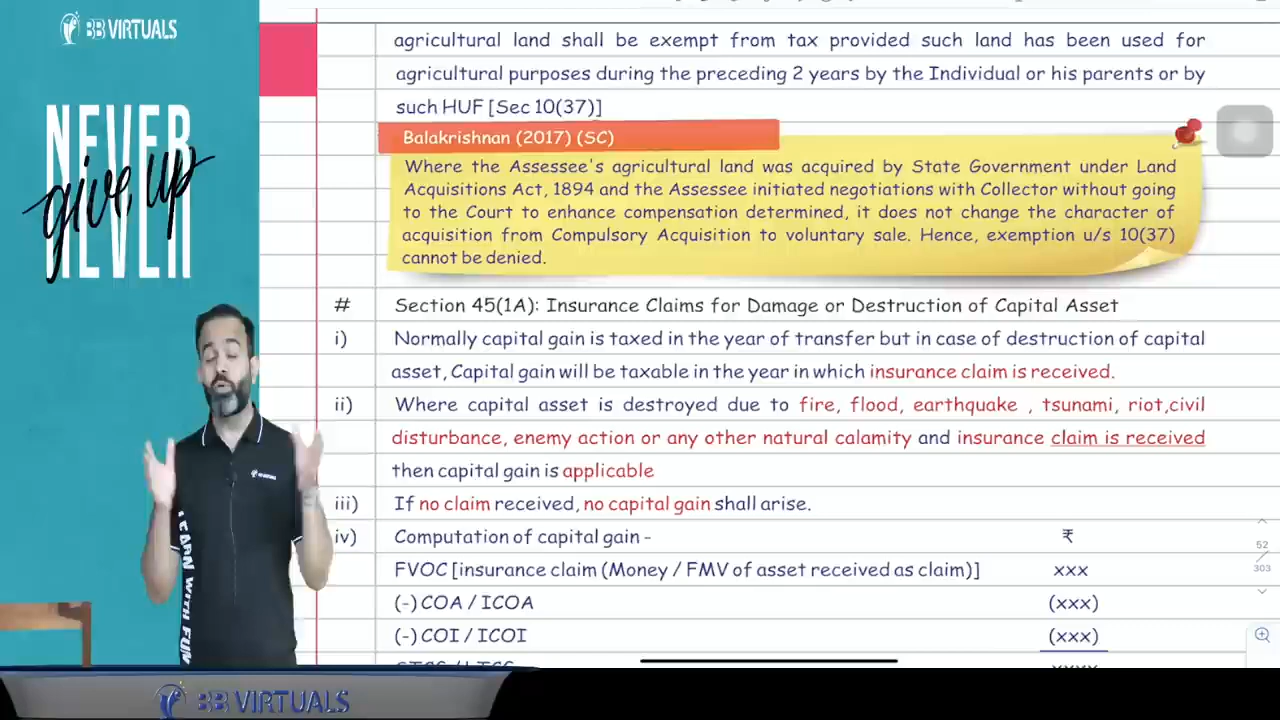 BB VIRTUALS
NEVER
give up
NEVER
agricultural land shall be exempt from tax provided such land has been used for
agricultural purposes during the preceding 2 years by the Individual or his parents or by
such HUF [Sec 10(37)]
Balakrishnan (2017) (SC)
Where the Assessee's agricultural land was acquired by State Government under Land
Acquisitions Act, 1894 and the Assessee initiated negotiations with Collector without going
to the Court to enhance compensation determined, it does not change the character of
acquisition from Compulsory Acquisition to voluntary sale. Hence, exemption u/s 10(37)
cannot be denied.
# Section 45(1A): Insurance Claims for Damage or Destruction of Capital Asset
i) Normally capital gain is taxed in the year of transfer but in case of destruction of capital
asset, Capital gain will be taxable in the year in which insurance claim is received.
ii) Where capital asset is destroyed due to fire, flood, earthquake , tsunami, riot,civil
disturbance, enemy action or any other natural calamity and insurance claim is received
then capital gain is applicable
iii) If no claim received, no capital gain shall arise.
iv) Computation of capital gain - ₹
FVOC [insurance claim (Money / FMV of asset received as claim)] xxx
(-) COA / ICOA (xxx)
(-) COI / ICOI (xxx)
52
303
LEARN WITH FUN
BB VIRTUALS